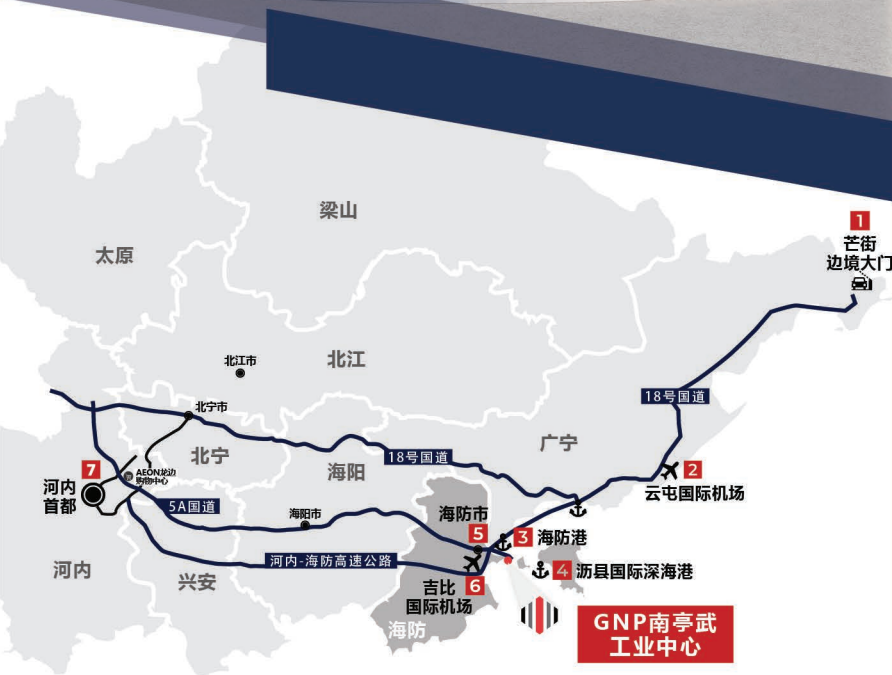 梁山
1
芒街
边境大门
太原
北江市
北江
18号国道
北宁市
广宁
北宁
18号国道
7
AEON龙边
购物中心
海阳
2
云屯国际机场
河内
首都
5A国道
海阳市
海防市
5
3 海防港
河内-海防高速公路
4 沥县国际深海港
河内
兴安
吉比
国际机场
6
海防
GNP南亭武
工业中心